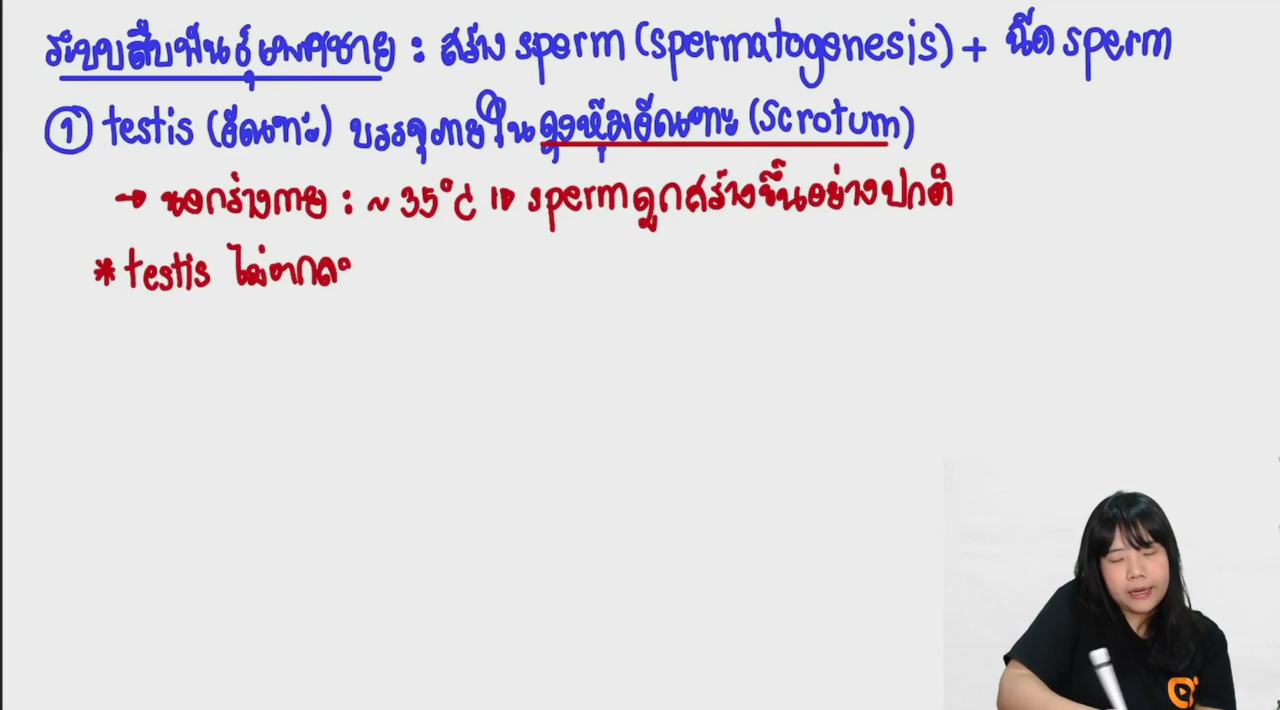 ระบบสืบพันธุ์เพศชาย : สร้าง sperm (spermatogenesis) + ฉีด sperm
① testis (อัณฑะ) บรรจุภายใน ถุงหุ้มอัณฑะ (Scrotum)
→ นอกร่างกาย : ~ 35°C ⇒ sperm ถูกสร้างขึ้นอย่างปกติ
* testis ไม่ตกลง